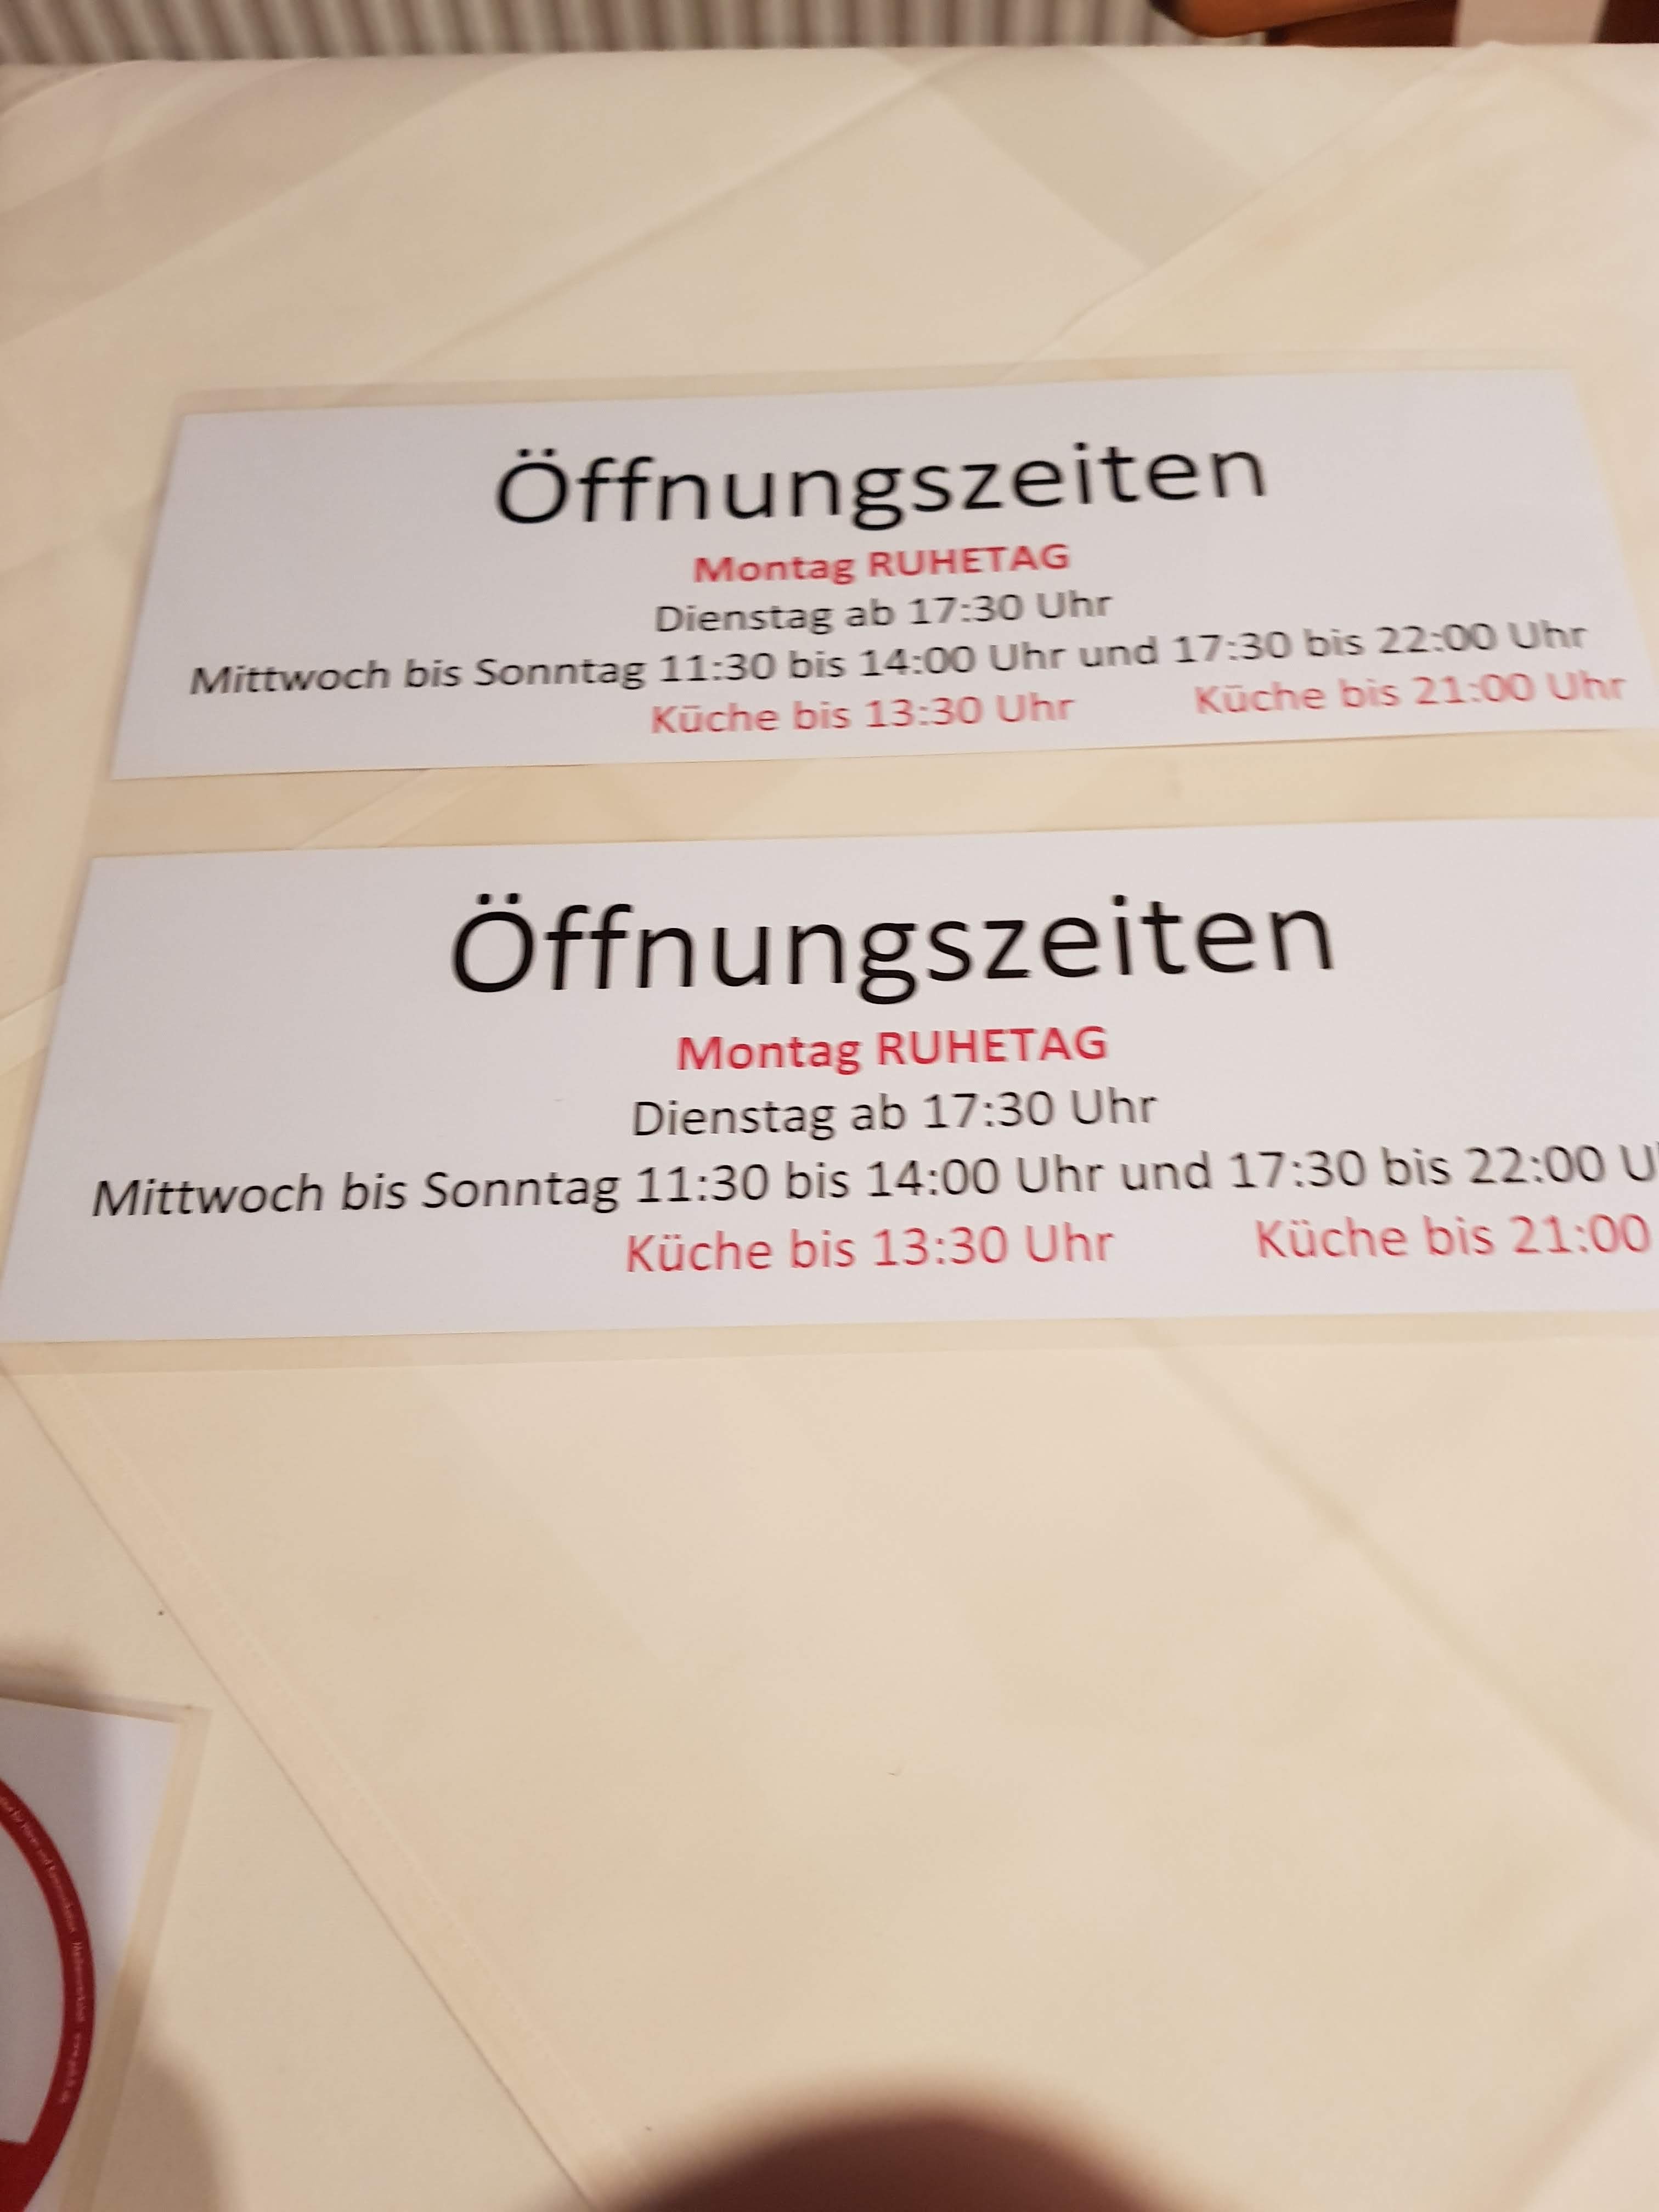 Öffnungszeiten
Montag RUHETAG
Dienstag ab 17:30 Uhr
Mittwoch bis Sonntag 11:30 bis 14:00 Uhr und 17:30 bis 22:00 Uhr
Küche bis 13:30 Uhr Küche bis 21:00 Uhr
Öffnungszeiten
Montag RUHETAG
Dienstag ab 17:30 Uhr
Mittwoch bis Sonntag 11:30 bis 14:00 Uhr und 17:30 bis 22:00
Küche bis 13:30 Uhr Küche bis 21:00